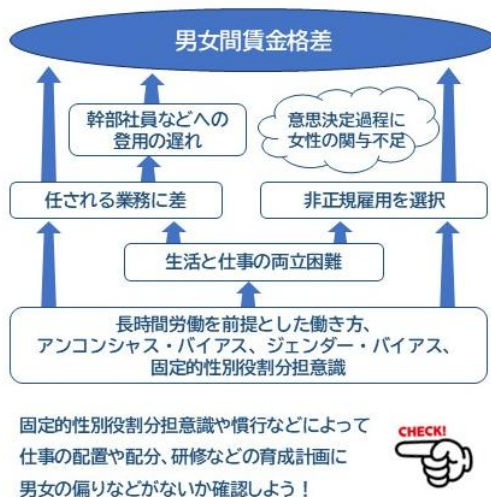 男女間賃金格差
幹部社員などへの
登用の遅れ
意思決定過程に
女性の関与不足
任される業務に差
非正規雇用を選択
生活と仕事の両立困難
長時間労働を前提とした働き方、
アンコンシャス・バイアス、ジェンダー・バイアス、
固定的性別役割分担意識
固定的性別役割分担意識や慣行などによって
仕事の配置や配分、研修などの育成計画に
男女の偏りなどがないか確認しよう！
CHECK!